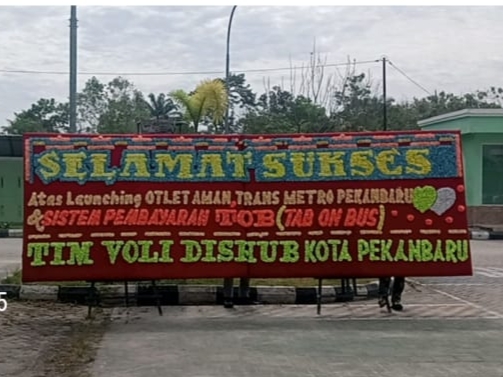 SELAMAT SUKSES
Atas Launching OTLET AMAN, TRANS METRO PEKANBARU
& SISTEM PEMBAYARAN TOB (TAB ON BUS)
TIM VOLI DISHUB KOTA PEKANBARU
5